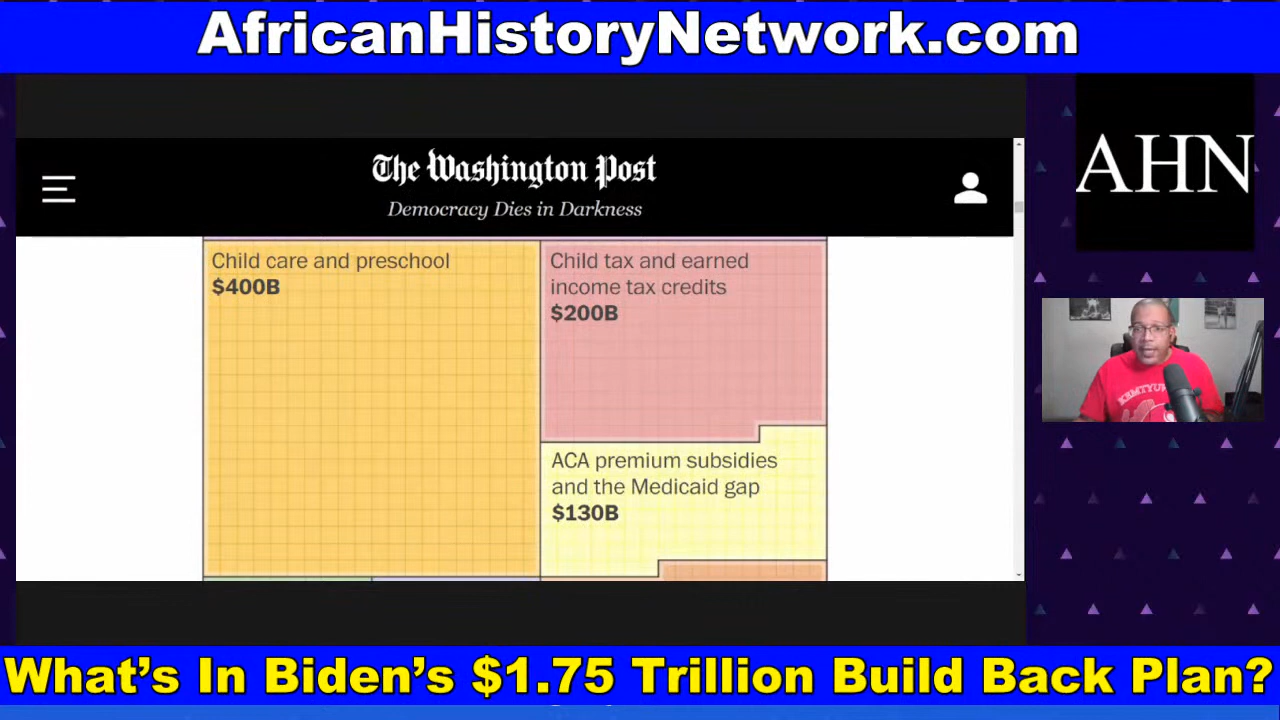 AfricanHistoryNetwork.com
The Washington Post
Democracy Dies in Darkness
AHN
Child care and preschool
$400B
Child tax and earned
income tax credits
$200B
ACA premium subsidies
and the Medicaid gap
$130B
What's In Biden's $1.75 Trillion Build Back Plan?